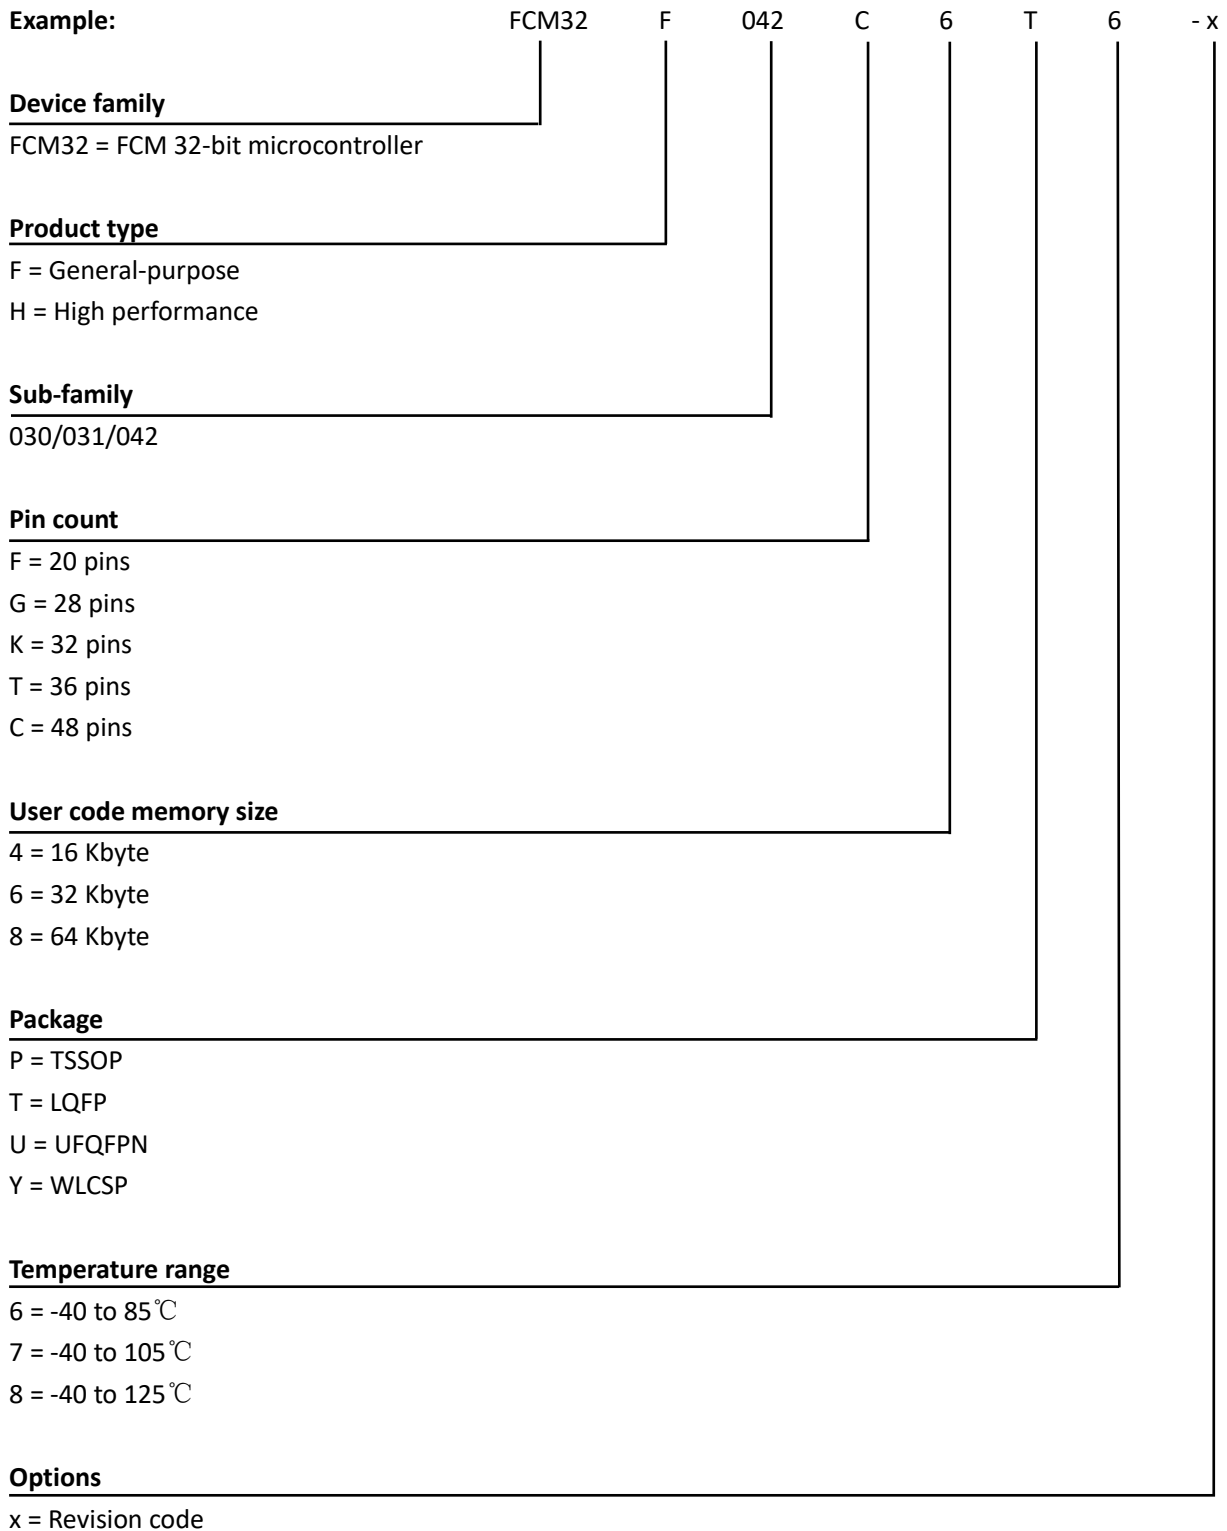 Example: FCM32 F 042 C 6 T 6 - x
Device family
FCM32 = FCM 32-bit microcontroller
Product type
F = General-purpose
H = High performance
Sub-family
030/031/042
Pin count
F = 20 pins
G = 28 pins
K = 32 pins
T = 36 pins
C = 48 pins
User code memory size
4 = 16 Kbyte
6 = 32 Kbyte
8 = 64 Kbyte
Package
P = TSSOP
T = LQFP
U = UFQFPN
Y = WLCSP
Temperature range
6 = -40 to 85℃
7 = -40 to 105℃
8 = -40 to 125℃
Options
x = Revision code